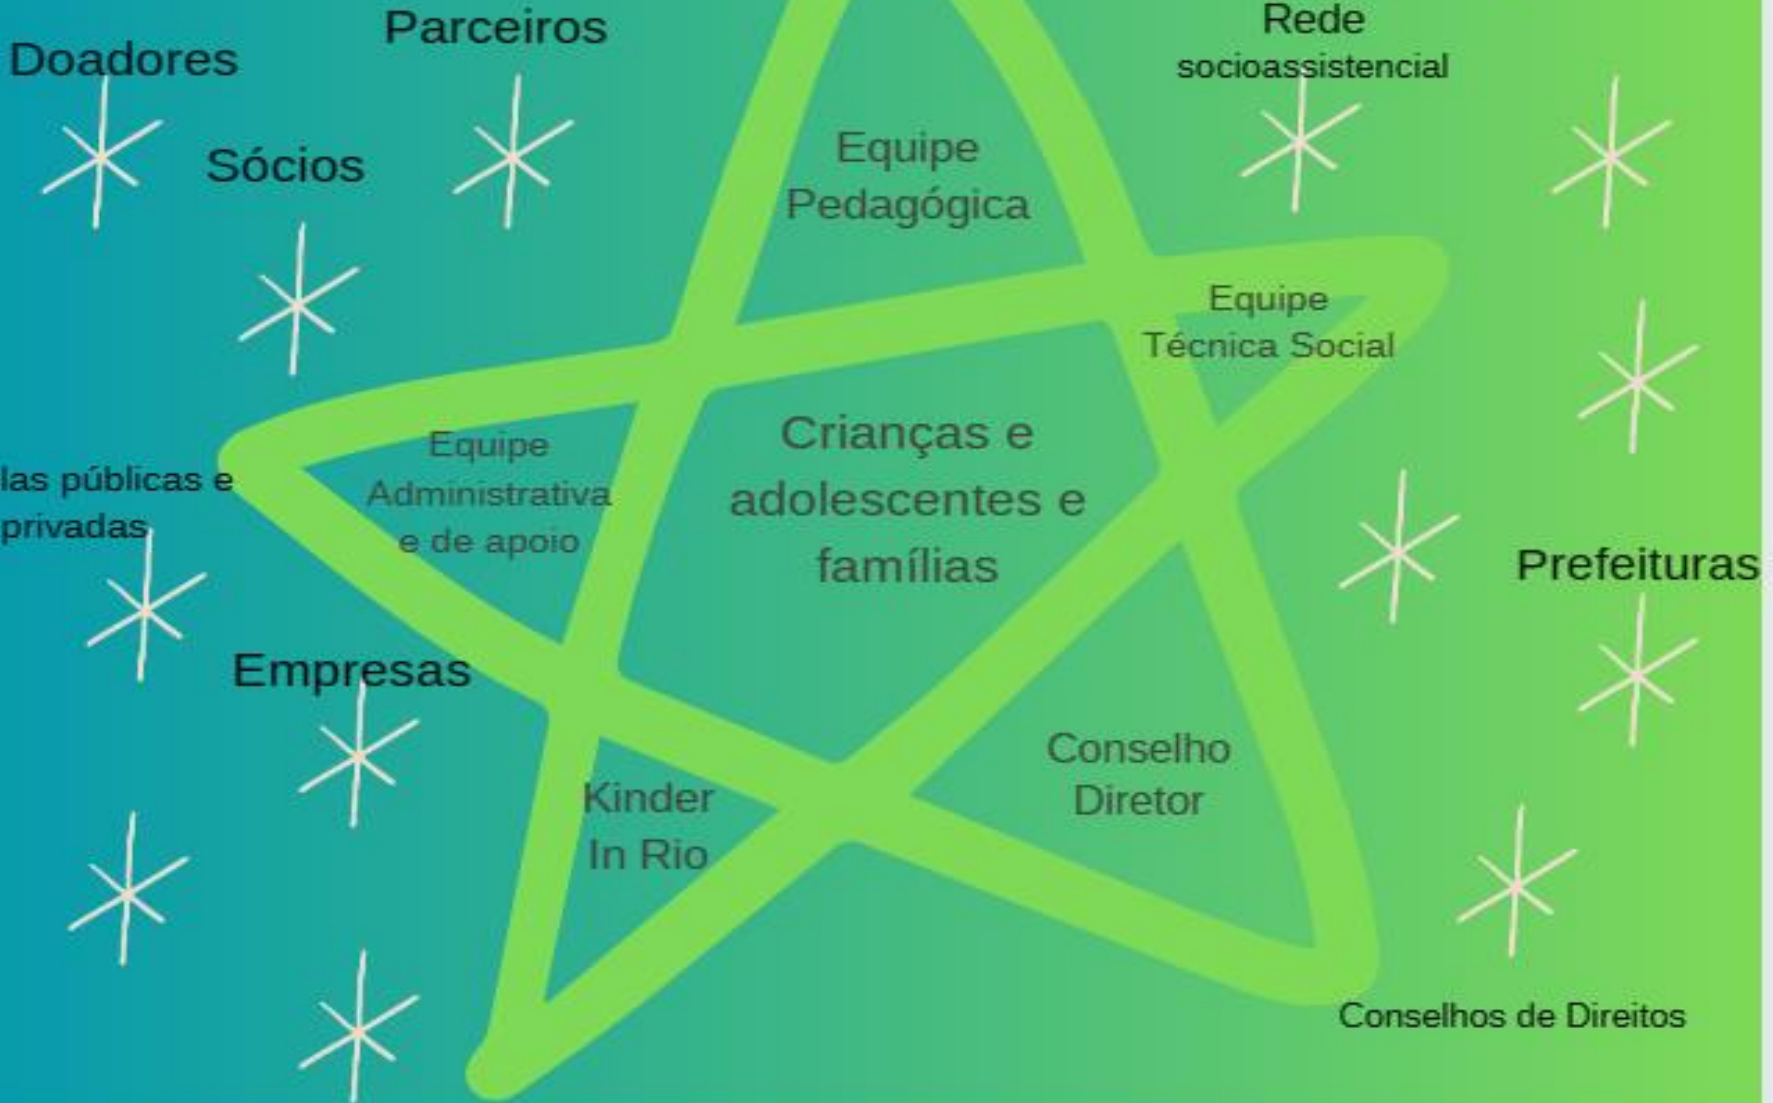 Doadores
Parceiros
Sócios
Rede
socioassistencial
Equipe
Pedagógica
Equipe
Técnica Social
Equipe
Administrativa
e de apoio
Crianças e
adolescentes e
famílias
las públicas e
privadas
Prefeituras
Empresas
Kinder
In Rio
Conselho
Diretor
Conselhos de Direitos